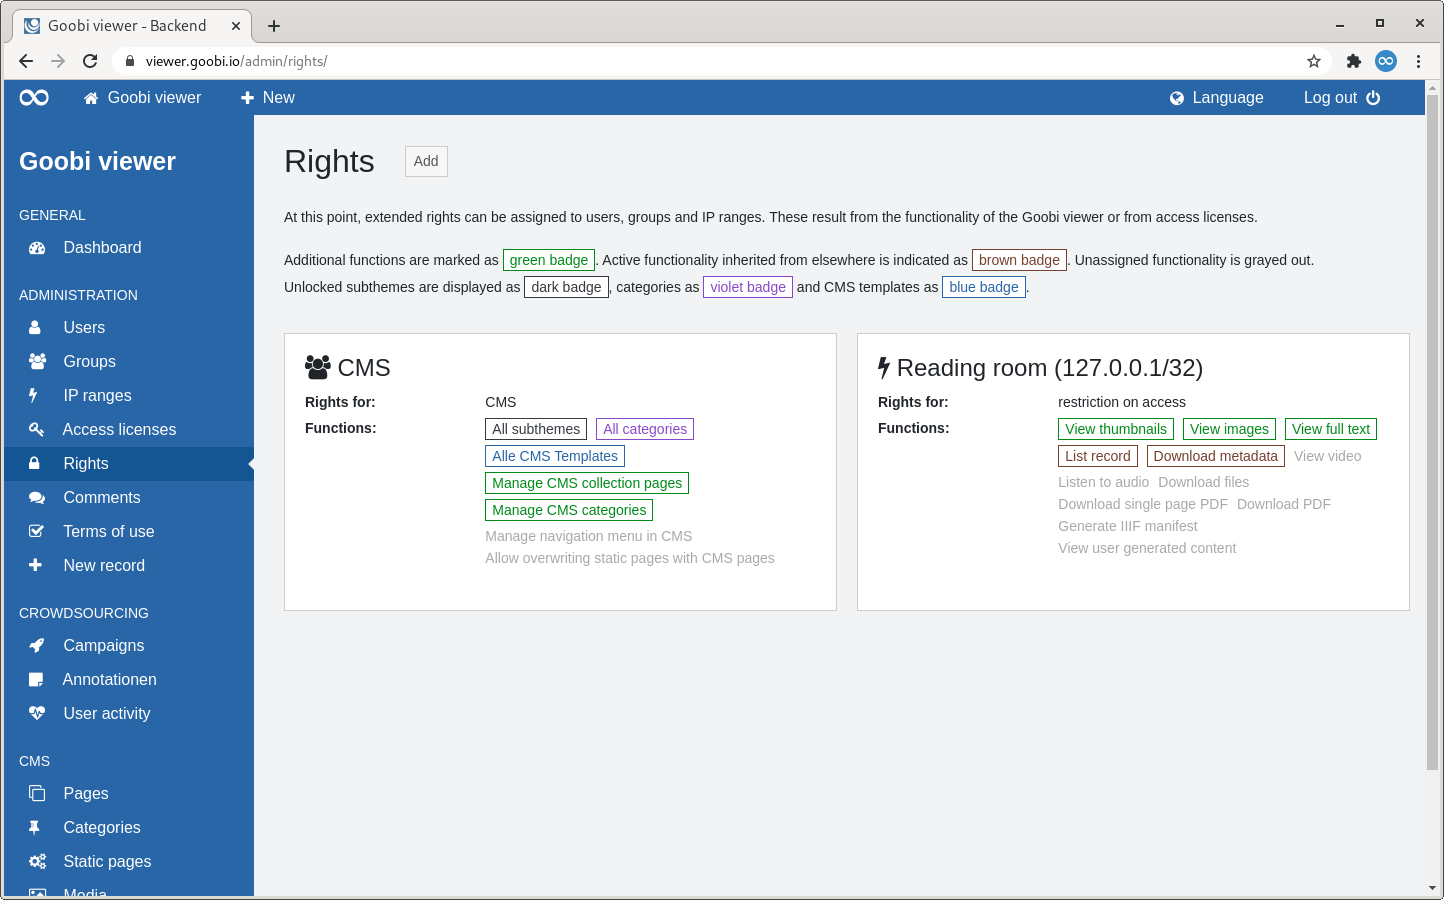 Goobi viewer - Backend
viewer.goobi.io/admin/rights/
Goobi viewer
New
Language
Log out
Goobi viewer
GENERAL
Dashboard
ADMINISTRATION
Users
Groups
IP ranges
Access licenses
Rights
Comments
Terms of use
New record
CROWDSOURCING
Campaigns
Annotationen
User activity
CMS
Pages
Categories
Static pages
Media
Rights
Add
At this point, extended rights can be assigned to users, groups and IP ranges. These result from the functionality of the Goobi viewer or from access licenses.
Additional functions are marked as green badge. Active functionality inherited from elsewhere is indicated as brown badge. Unassigned functionality is grayed out.
Unlocked subthemes are displayed as dark badge, categories as violet badge and CMS templates as blue badge.
CMS
Rights for: CMS
Functions: All subthemes All categories
Alle CMS Templates
Manage CMS collection pages
Manage CMS categories
Manage navigation menu in CMS
Allow overwriting static pages with CMS pages
Reading room (127.0.0.1/32)
Rights for: restriction on access
Functions: View thumbnails View images View full text
List record Download metadata View video
Listen to audio Download files
Download single page PDF Download PDF
Generate IIIF manifest
View user generated content